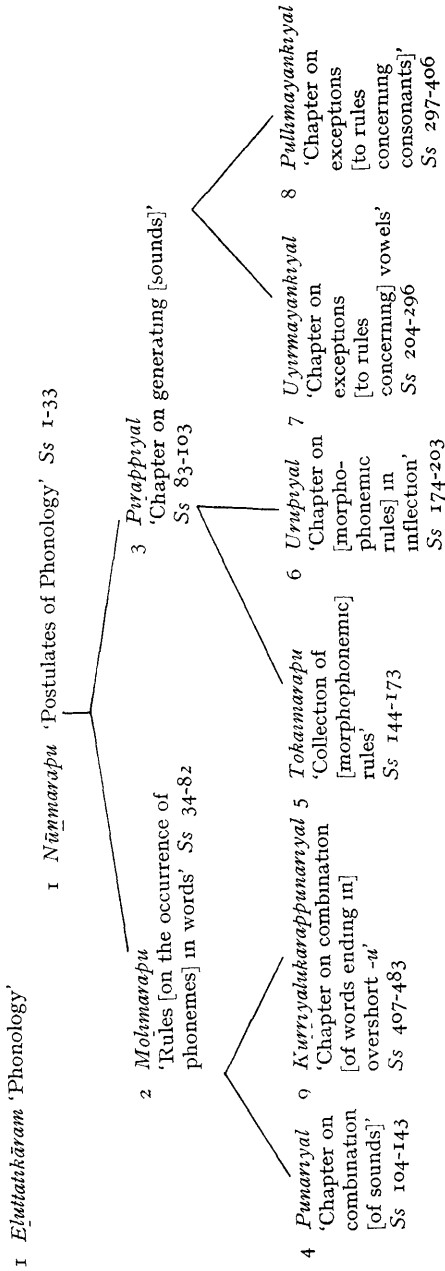 1 Eḻuttatikāram ‘Phonology’
1 Nūṉmarapu ‘Postulates of Phonology’ Ss 1-33
2 Moḻimarapu
‘Rules [on the occurrence of
phonemes] in words’ Ss 34-82
3 Piṟappiyal
‘Chapter on generating [sounds]’
Ss 83-103
4 Puṇariyal
‘Chapter on
combination
[of sounds]’
Ss 104-143
9 Kuṟṟiyalukarappuṇariyal
‘Chapter on combination
[of words ending in]
overshort -u’
Ss 407-483
5 Tokaimarapu
‘Collection of
[morphophonemic]
rules’
Ss 144-173
6 Urupiyal
‘Chapter on
[morpho-
phonemic
rules] in
inflection’
Ss 174-203
7 Uyirmayaṅkiyal
‘Chapter on
exceptions
[to rules
concerning] vowels’
Ss 204-296
8 Puḷḷimayaṅkiyal
‘Chapter on
exceptions
[to rules
concerning
consonants]’
Ss 297-406